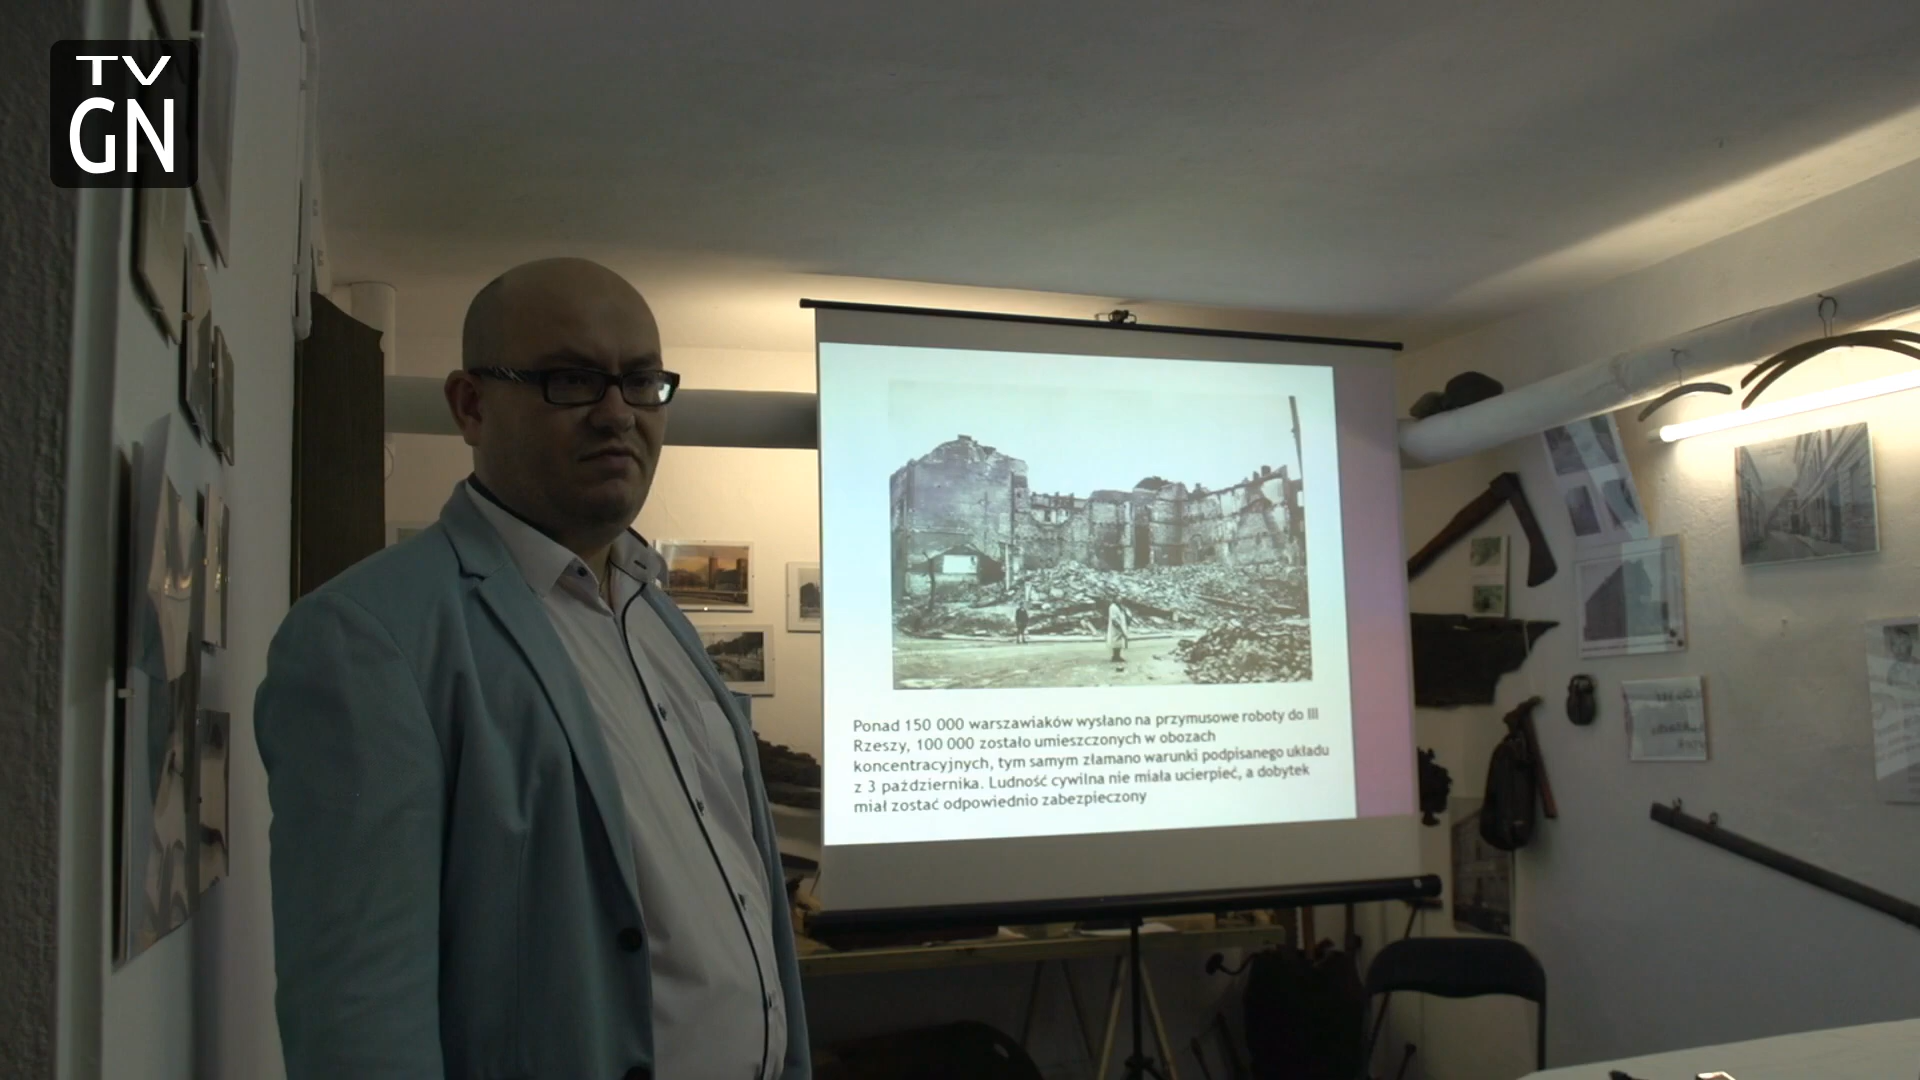 TV
GN
Ponad 150 000 warszawiaków wysłano na przymusowe roboty do III
Rzeszy, 100 000 zostało umieszczonych w obozach
koncentracyjnych, tym samym złamano warunki podpisanego układu
z 3 października. Ludność cywilna nie miała ucierpieć, a dobytek
miał zostać odpowiednio zabezpieczony